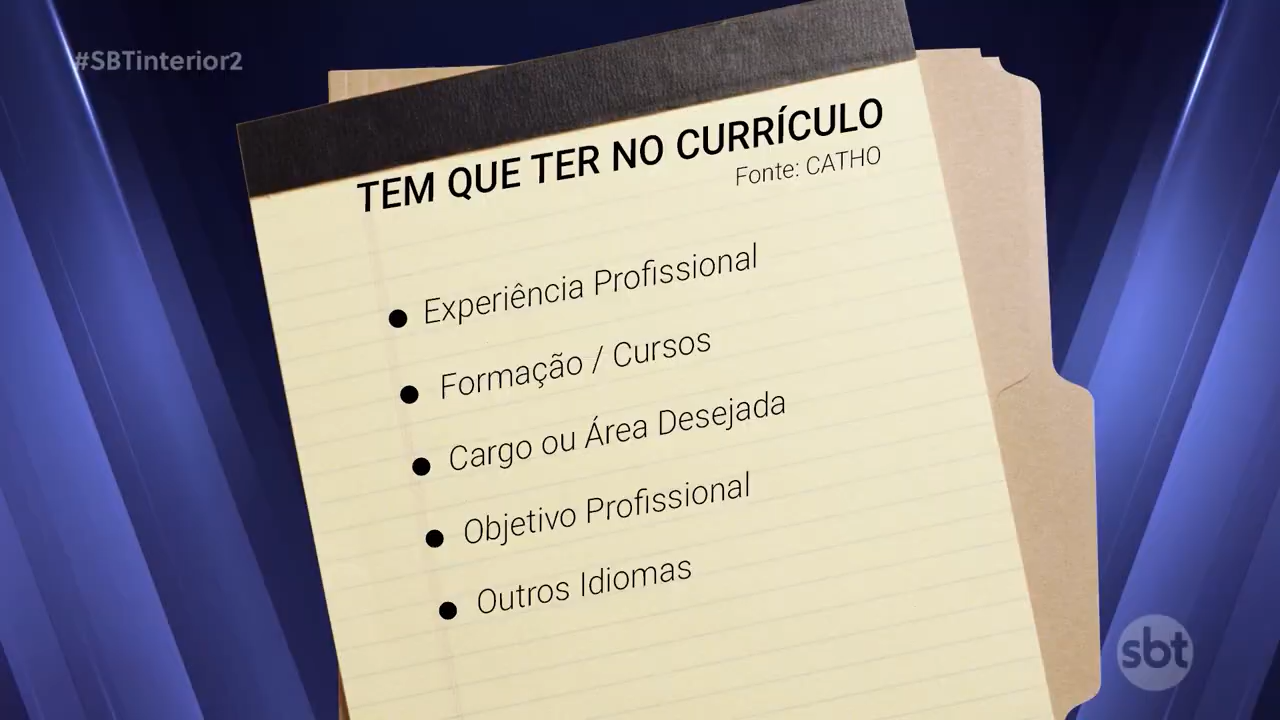 #SBTinterior2
TEM QUE TER NO CURRÍCULO
Fonte: CATHO
● Experiência Profissional
● Formação / Cursos
● Cargo ou Área Desejada
● Objetivo Profissional
● Outros Idiomas
sbt